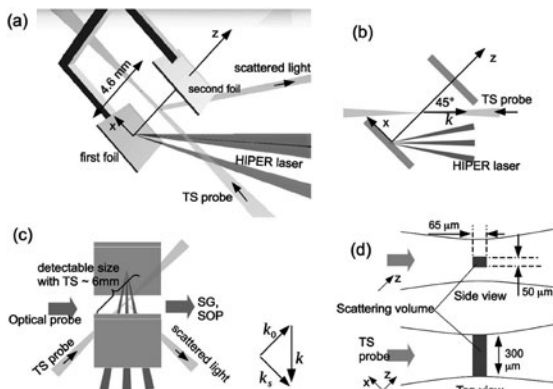 (a)
z
scattered light
4.6 mm
second foil
x
first foil
HIPER laser
TS probe
(b)
z
45°
TS probe
k
x
HIPER laser
(c)
detectable size
with TS ~ 6mm
Optical probe
SG,
SOP
TS probe
scattered light
k₀
k
kₛ
(d)
65 μm
z
50 μm
Scattering volume
Side view
TS
probe
300
μm
x
z